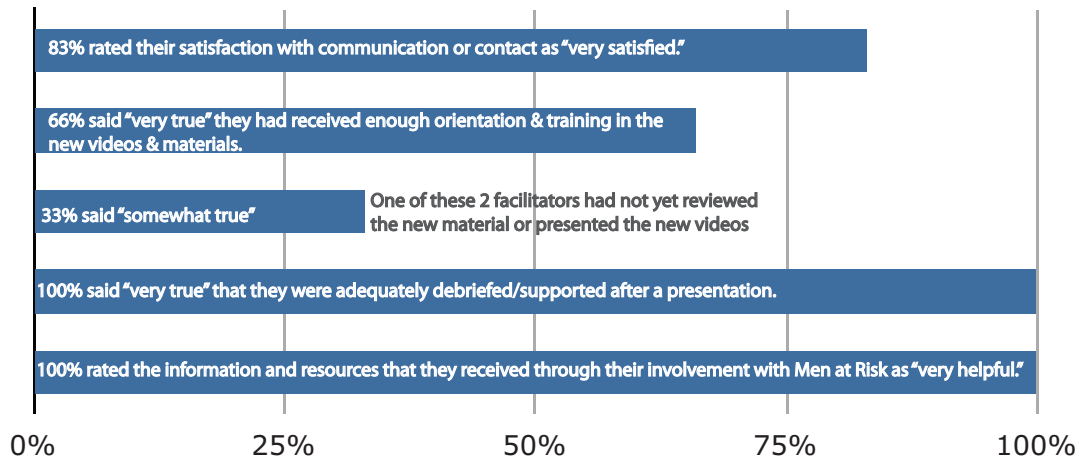 83% rated their satisfaction with communication or contact as “very satisfied.”
66% said “very true” they had received enough orientation & training in the
new videos & materials.
33% said “somewhat true”
One of these 2 facilitators had not yet reviewed
the new material or presented the new videos
100% said “very true” that they were adequately debriefed/supported after a presentation.
100% rated the information and resources that they received through their involvement with Men at Risk as “very helpful.”
0% 25% 50% 75% 100%